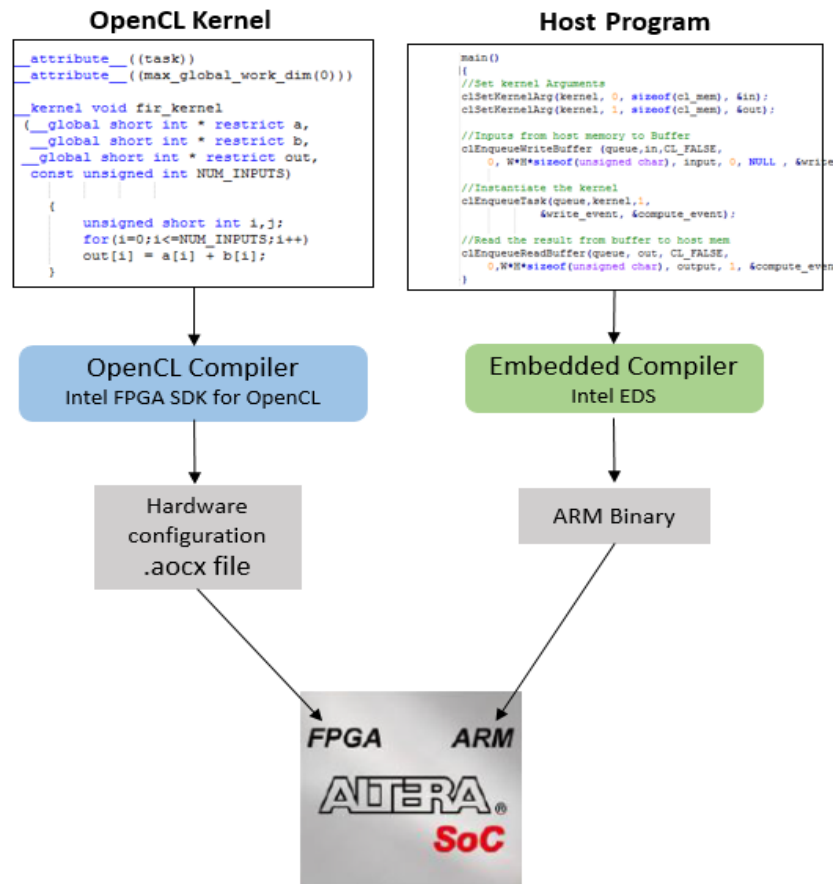 OpenCL Kernel
__attribute__((task))
__attribute__((max_global_work_dim(0)))
__kernel void fir_kernel
(__global short int * restrict a,
__global short int * restrict b,
__global short int * restrict out,
const unsigned int NUM_INPUTS)
{
unsigned short int i,j;
for(i=0;i<=NUM_INPUTS;i++)
out[i] = a[i] + b[i];
}
Host Program
main()
{
//Set kernel Arguments
clSetKernelArg(kernel, 0, sizeof(cl_mem), &in);
clSetKernelArg(kernel, 1, sizeof(cl_mem), &out);
//Inputs from host memory to Buffer
clEnqueueWriteBuffer (queue,in,CL_FALSE,
0, W*H*sizeof(unsigned char), input, 0, NULL , &write
//Instantiate the kernel
clEnqueueTask(queue,kernel,1,
&write_event, &compute_event);
//Read the result from buffer to host mem
clEnqueueReadBuffer(queue, out, CL_FALSE,
0,W*H*sizeof(unsigned char), output, 1, &compute_even
}
OpenCL Compiler
Intel FPGA SDK for OpenCL
Embedded Compiler
Intel EDS
Hardware
configuration
.aocx file
ARM Binary
FPGA ARM
ALTERA®
SoC